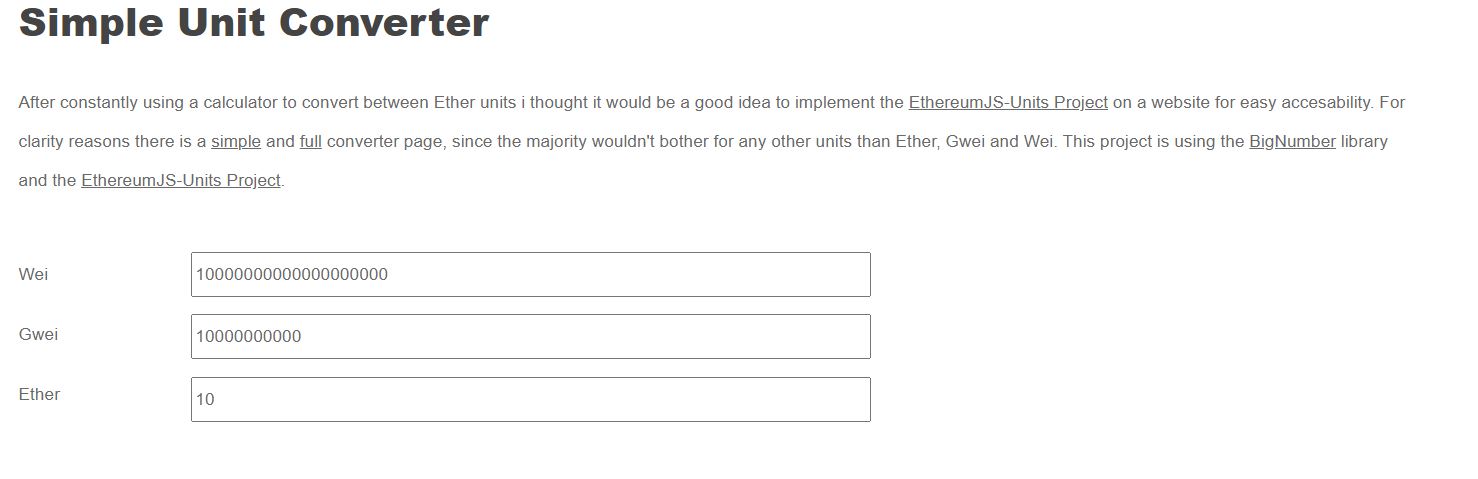 Simple Unit Converter
After constantly using a calculator to convert between Ether units i thought it would be a good idea to implement the EthereumJS-Units Project on a website for easy accesability. For
clarity reasons there is a simple and full converter page, since the majority wouldn't bother for any other units than Ether, Gwei and Wei. This project is using the BigNumber library
and the EthereumJS-Units Project.
Wei 10000000000000000000
Gwei 10000000000
Ether 10